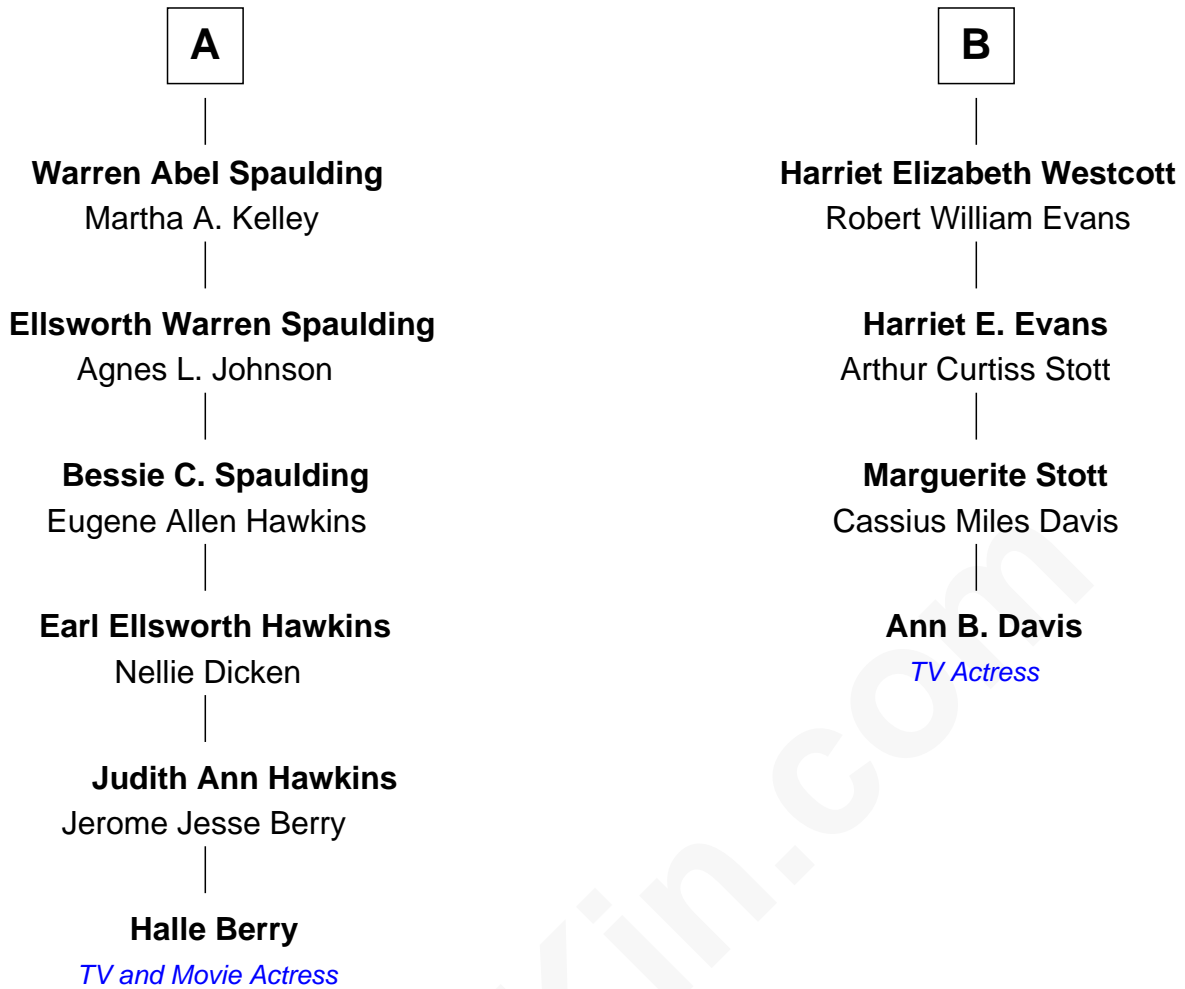 A
Warren Abel Spaulding
Martha A. Kelley
Ellsworth Warren Spaulding
Agnes L. Johnson
Bessie C. Spaulding
Eugene Allen Hawkins
Earl Ellsworth Hawkins
Nellie Dicken
Judith Ann Hawkins
Jerome Jesse Berry
Halle Berry
TV and Movie Actress
B
Harriet Elizabeth Westcott
Robert William Evans
Harriet E. Evans
Arthur Curtiss Stott
Marguerite Stott
Cassius Miles Davis
Ann B. Davis
TV Actress